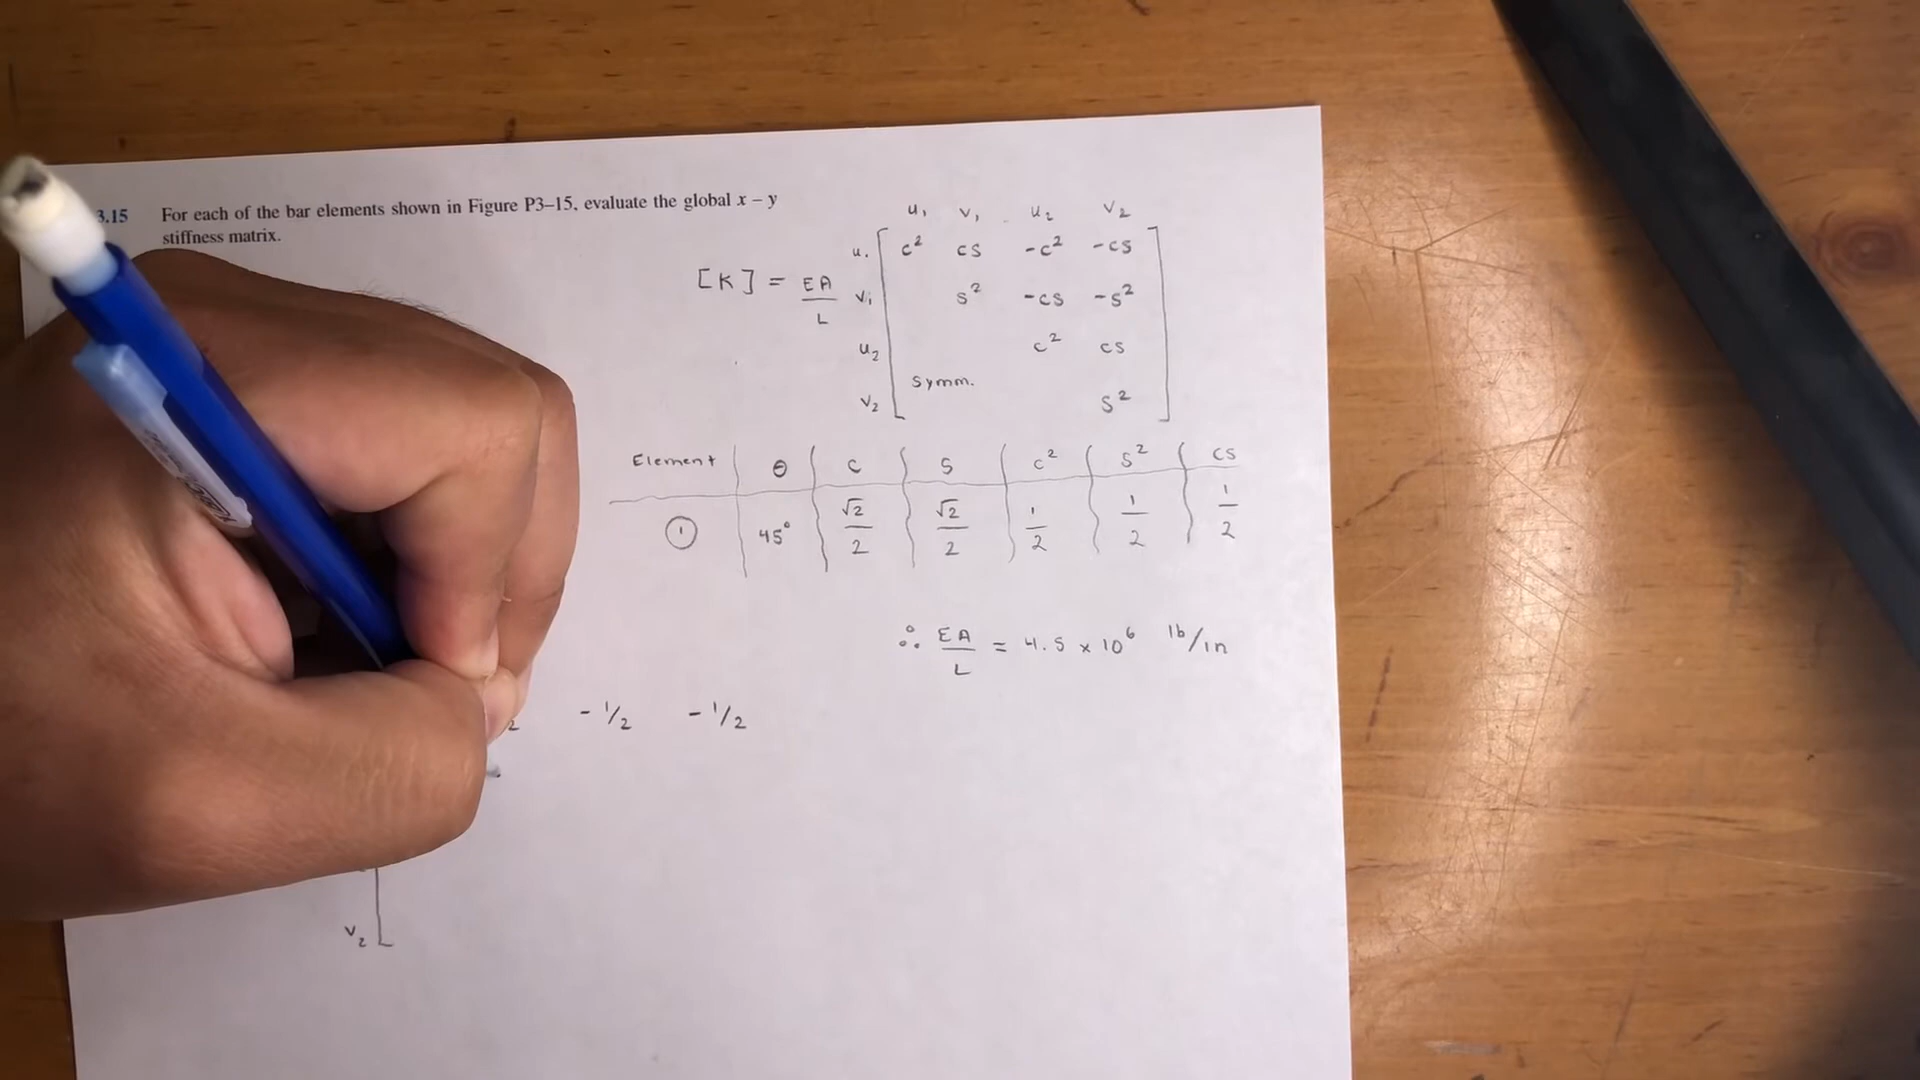 3.15 For each of the bar elements shown in Figure P3–15, evaluate the global x – y
stiffness matrix.
u₁ v₁ u₂ v₂
u₁ c² cs -c² -cs
[K] = EA/L v₁ s² -cs -s²
u₂ c² cs
symm.
v₂ s²
Element θ c s c² s² cs
① 45° √2/2 √2/2 1/2 1/2 1/2
∴ EA/L = 4.5 × 10⁶ lb/in
- 1/2 - 1/2
v₂